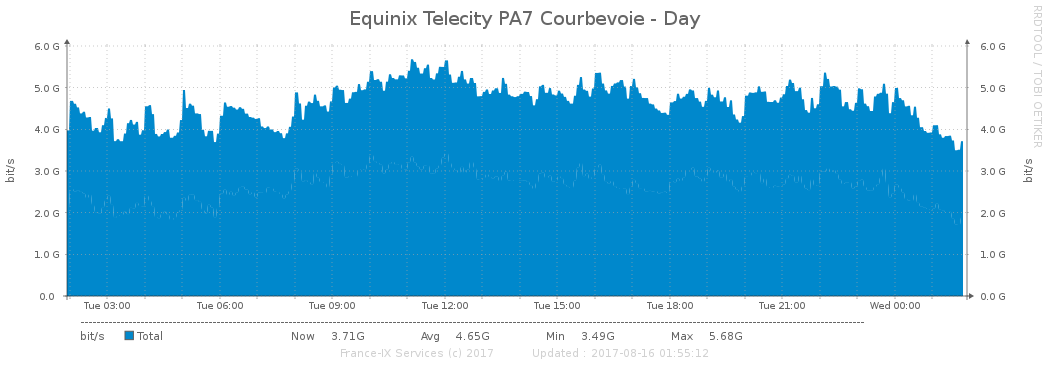 Equinix Telecity PA7 Courbevoie - Day
RRDTOOL / TOBI OETIKER
6.0 G 6.0 G
5.0 G 5.0 G
4.0 G 4.0 G
3.0 G 3.0 G
2.0 G 2.0 G
1.0 G 1.0 G
0.0 0.0 G
bit/s bit/s
Tue 03:00 Tue 06:00 Tue 09:00 Tue 12:00 Tue 15:00 Tue 18:00 Tue 21:00 Wed 00:00
bit/s Total Now 3.71G Avg 4.65G Min 3.49G Max 5.68G
France-IX Services (c) 2017 Updated : 2017-08-16 01:55:12